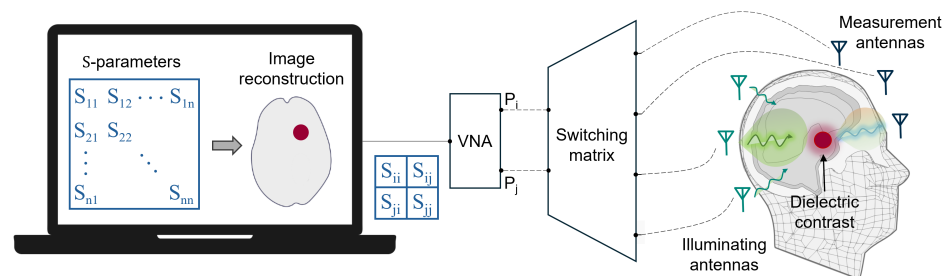 S-parameters
S11 S12 ··· S1n
S21 S22
Sn1 Snn
Image
reconstruction
Sii Sij
Sji Sjj
VNA
Pi
Pj
Switching
matrix
Measurement
antennas
Dielectric
contrast
Illuminating
antennas